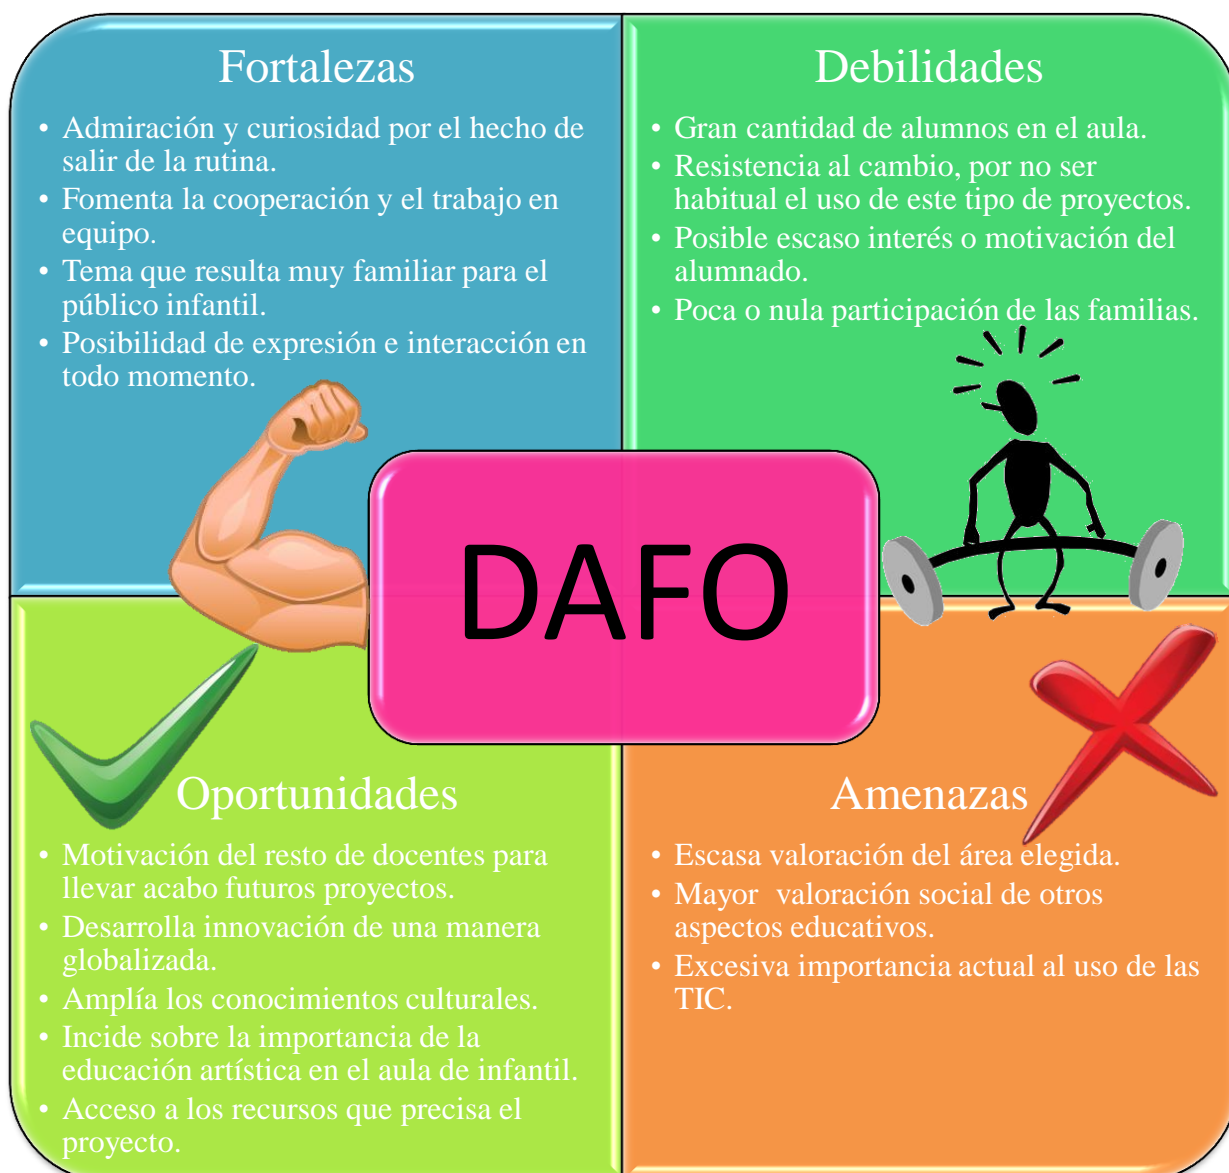 Fortalezas
• Admiración y curiosidad por el hecho de
salir de la rutina.
• Fomenta la cooperación y el trabajo en
equipo.
• Tema que resulta muy familiar para el
público infantil.
• Posibilidad de expresión e interacción en
todo momento.
Debilidades
• Gran cantidad de alumnos en el aula.
• Resistencia al cambio, por no ser
habitual el uso de este tipo de proyectos.
• Posible escaso interés o motivación del
alumnado.
• Poca o nula participación de las familias.
DAFO
Oportunidades
• Motivación del resto de docentes para
llevar acabo futuros proyectos.
• Desarrolla innovación de una manera
globalizada.
• Amplía los conocimientos culturales.
• Incide sobre la importancia de la
educación artística en el aula de infantil.
• Acceso a los recursos que precisa el
proyecto.
Amenazas
• Escasa valoración del área elegida.
• Mayor  valoración social de otros
aspectos educativos.
• Excesiva importancia actual al uso de las
TIC.